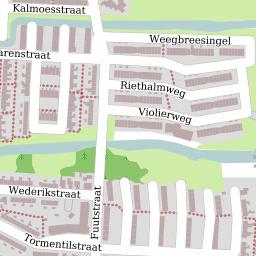 Kalmoesstraat
Weegbreesingel
arenstraat
Riethalmweg
Violierweg
Wederikstraat
Fuutstraat
Tormentilstraat